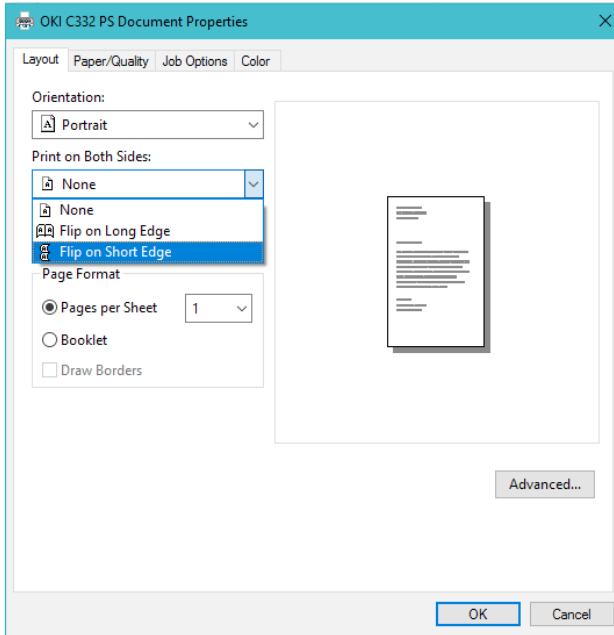 OKI C332 PS Document Properties
Layout Paper/Quality Job Options Color
Orientation:
Portrait
Print on Both Sides:
None
None
Flip on Long Edge
Flip on Short Edge
Page Format
Pages per Sheet 1
Booklet
Draw Borders
Advanced...
OK Cancel